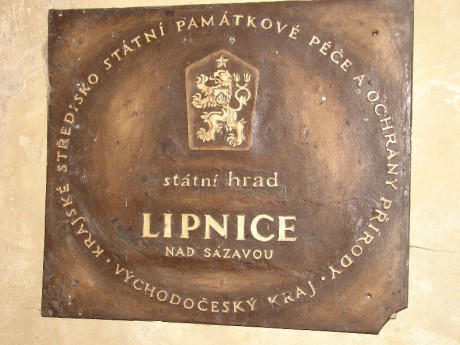 KRAJSKÉ STŘEDISKO STÁTNÍ PAMÁTKOVÉ PÉČE A OCHRANY PŘÍRODY
státní hrad
LIPNICE
NAD SÁZAVOU
· VÝCHODOČESKÝ KRAJ ·